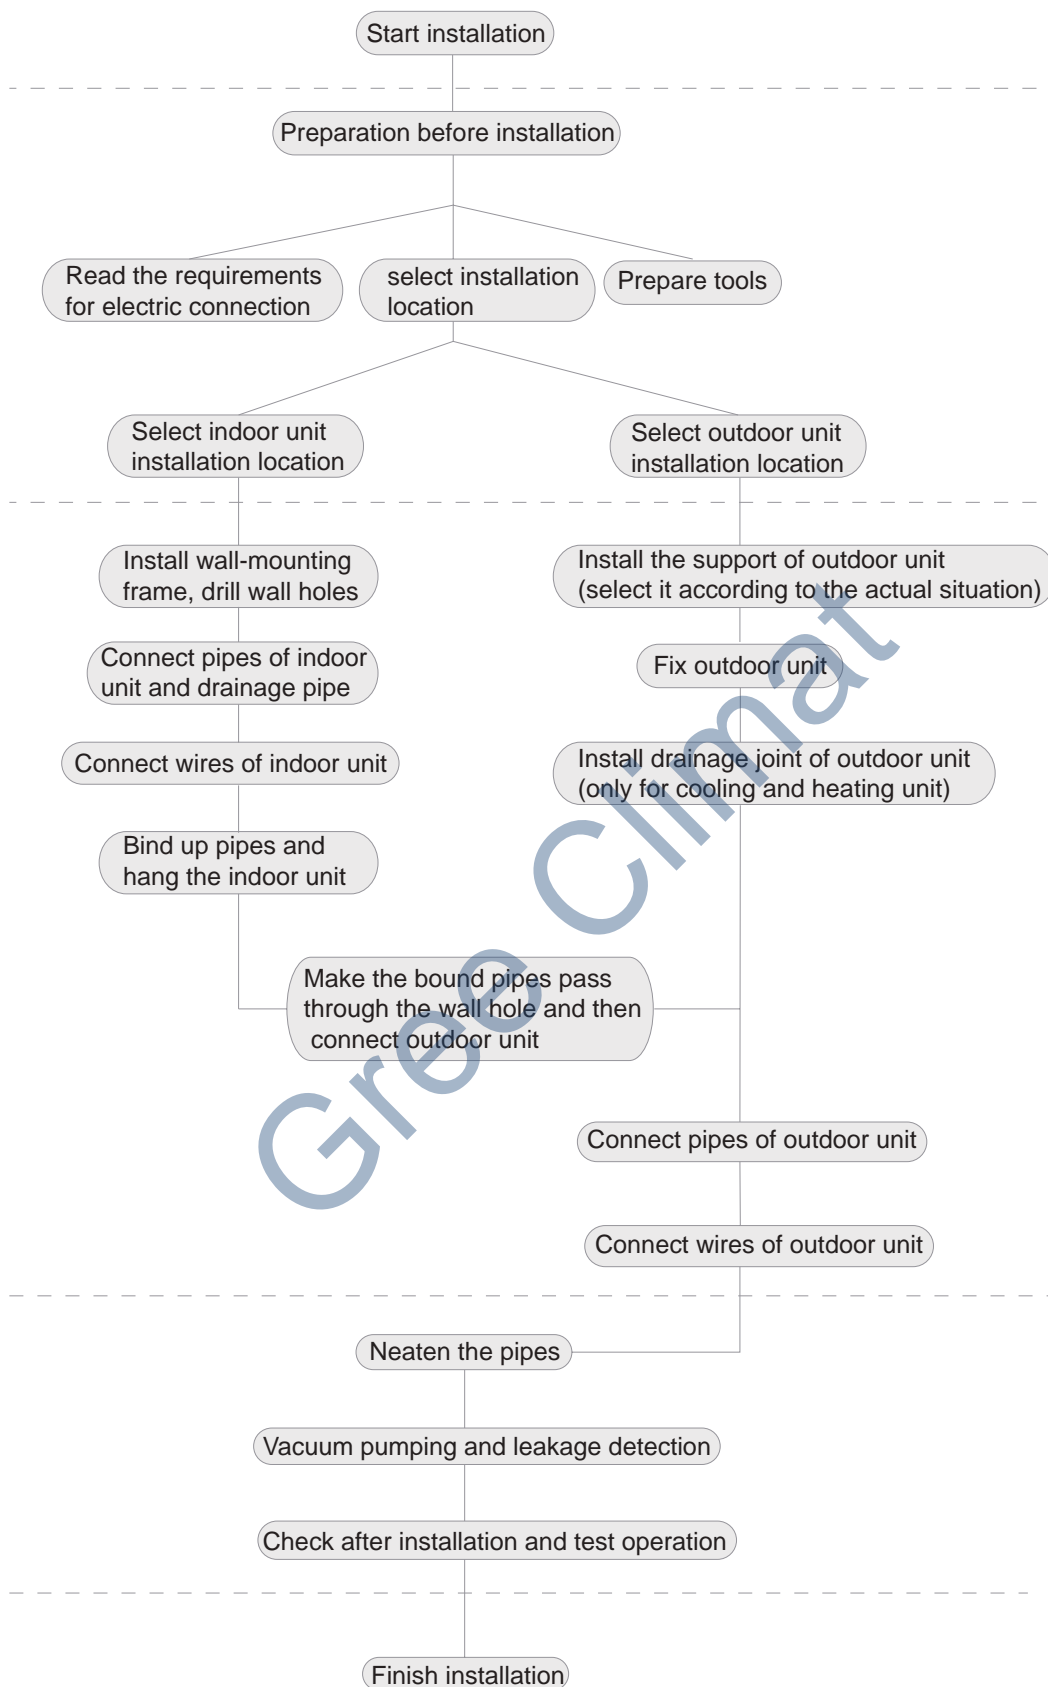 Start installation
Preparation before installation
Read the requirements
for electric connection
select installation
location
Prepare tools
Select indoor unit
installation location
Select outdoor unit
installation location
Install wall-mounting
frame, drill wall holes
Install the support of outdoor unit
(select it according to the actual situation)
Connect pipes of indoor
unit and drainage pipe
Fix outdoor unit
Connect wires of indoor unit
Install drainage joint of outdoor unit
(only for cooling and heating unit)
Bind up pipes and
hang the indoor unit
Make the bound pipes pass
through the wall hole and then
connect outdoor unit
Connect pipes of outdoor unit
Connect wires of outdoor unit
Neaten the pipes
Vacuum pumping and leakage detection
Check after installation and test operation
Finish installation
Gree Climat